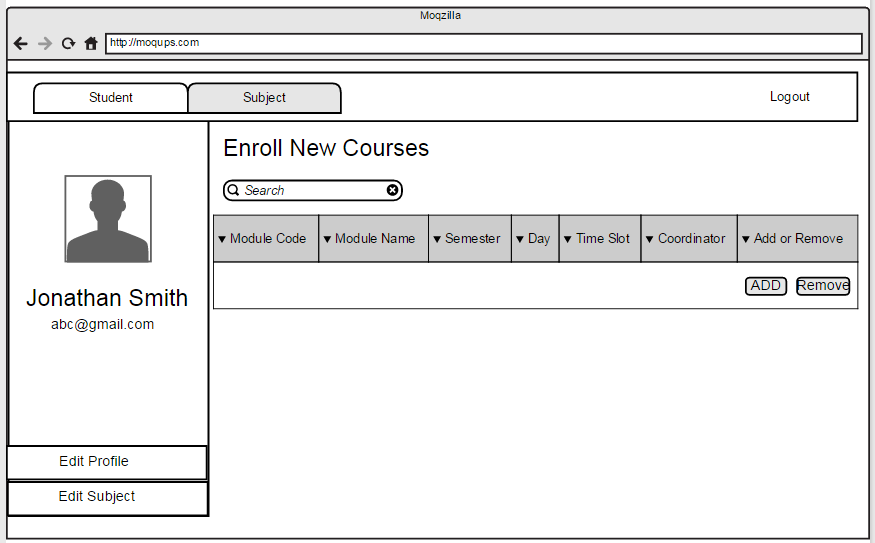 Moqzilla
http://moqups.com
Student
Subject
Logout
Enroll New Courses
Search
Module Code
Module Name
Semester
Day
Time Slot
Coordinator
Add or Remove
ADD
Remove
Jonathan Smith
abc@gmail.com
Edit Profile
Edit Subject